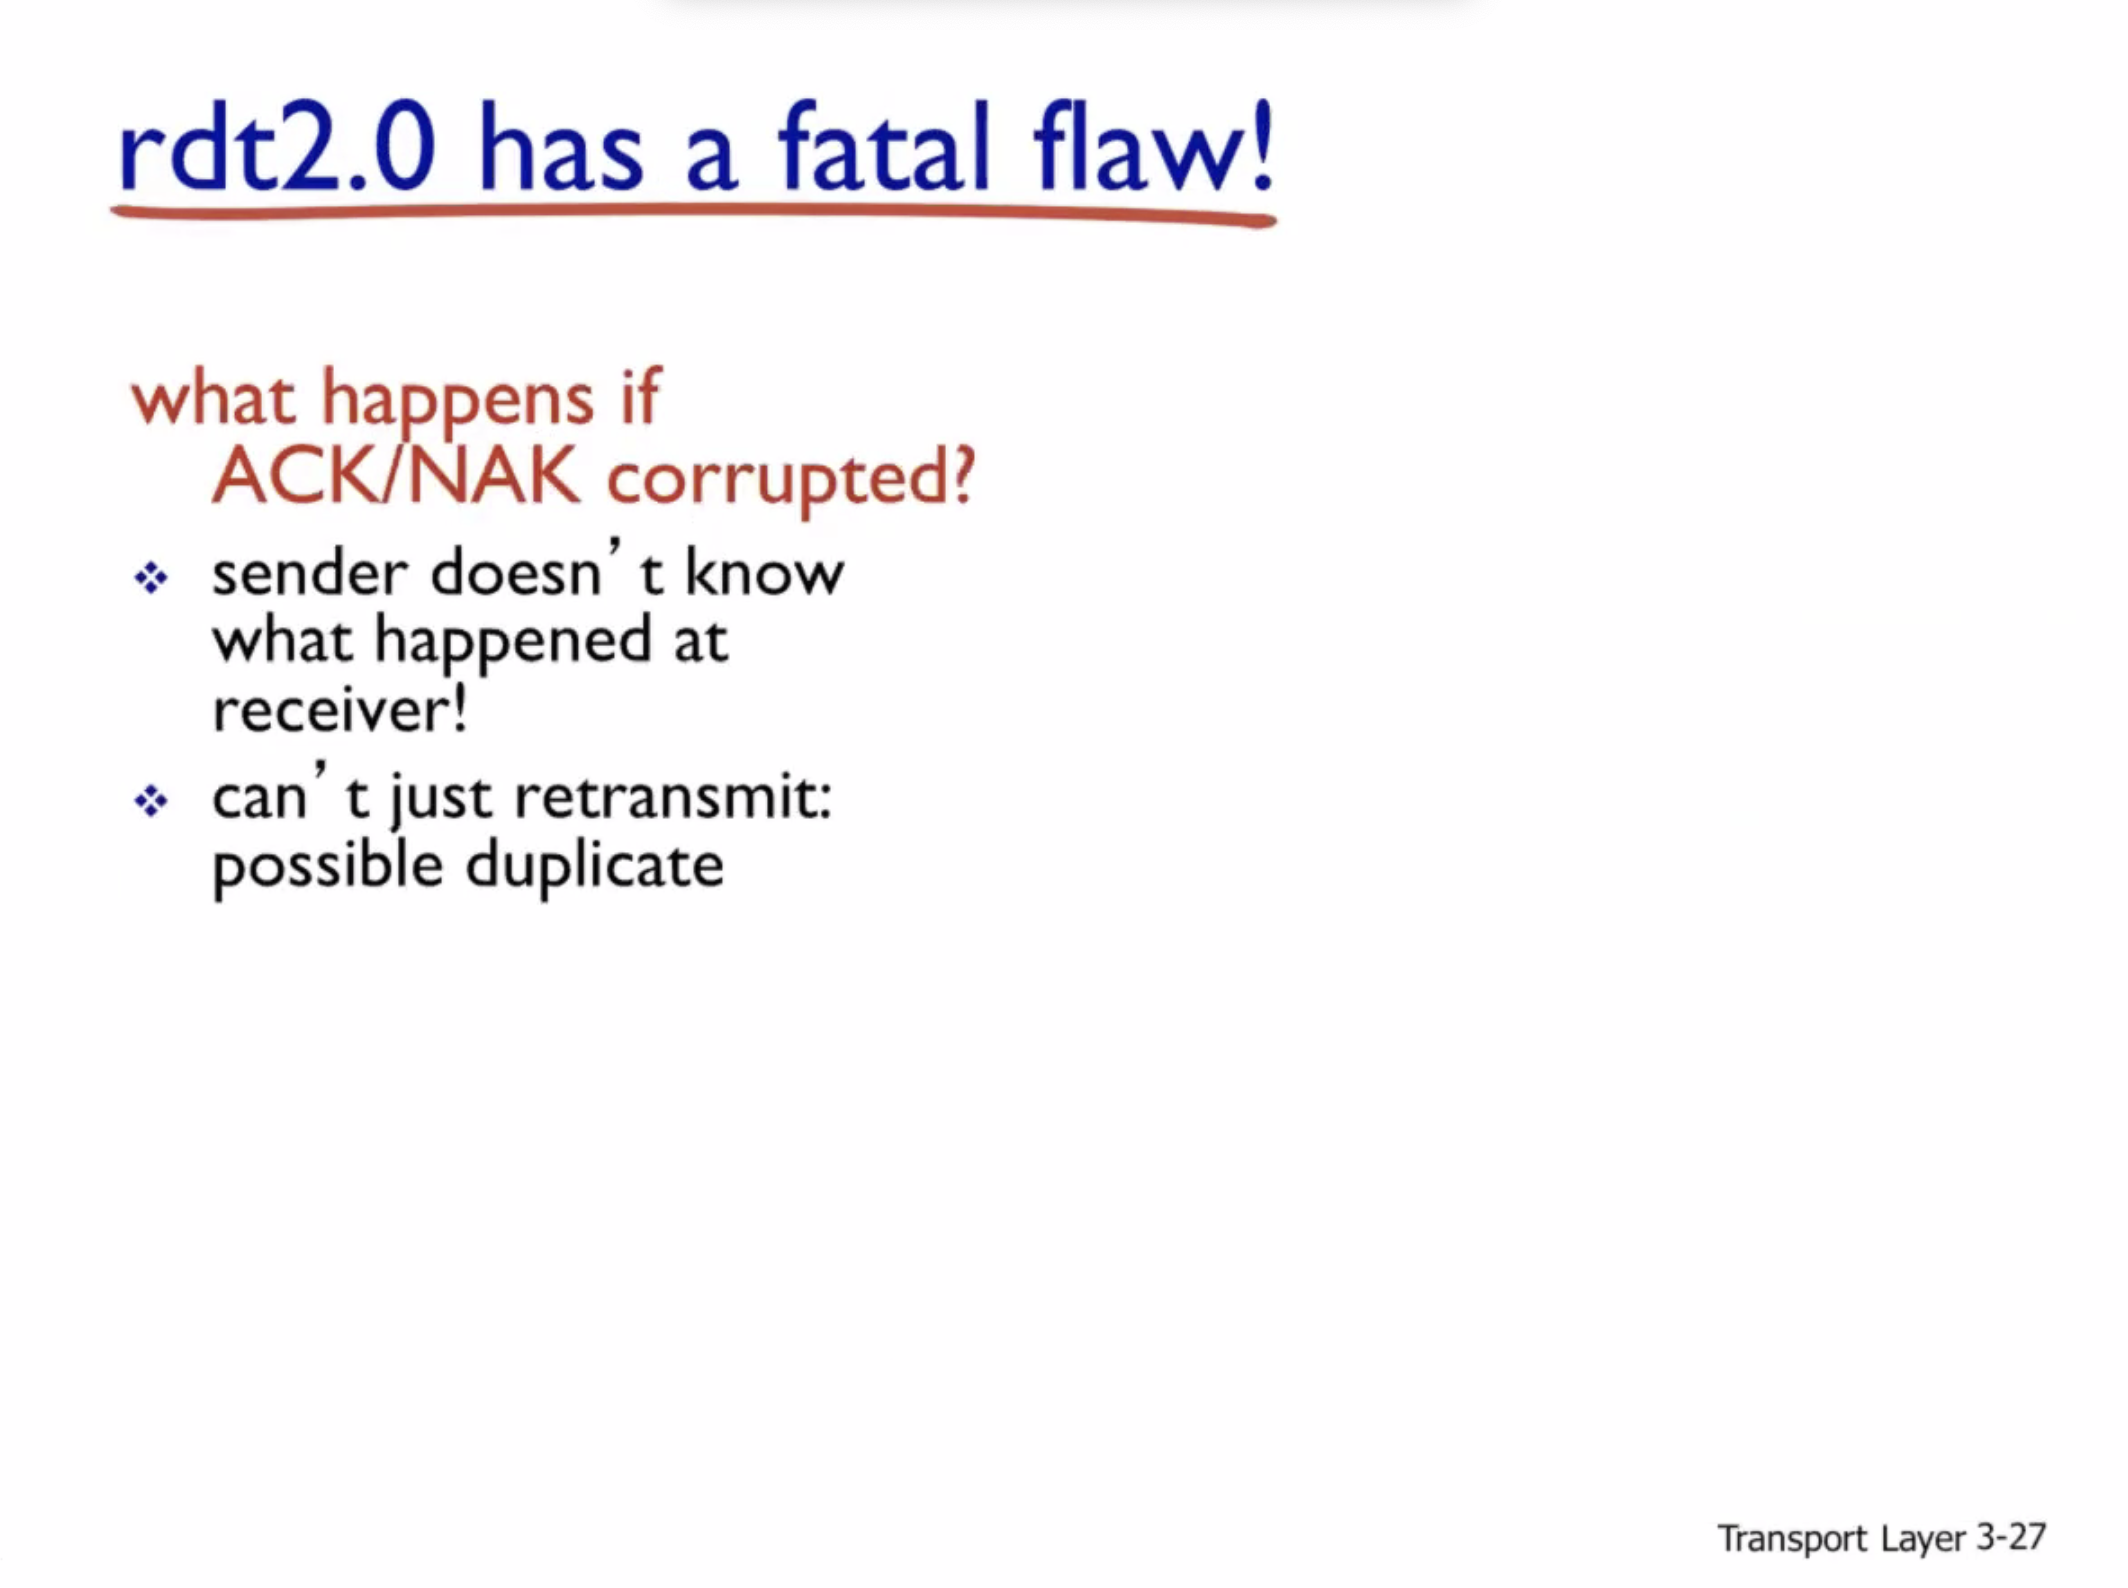 rdt2.0 has a fatal flaw!
what happens if
ACK/NAK corrupted?
sender doesn’t know
what happened at
receiver!
can’t just retransmit:
possible duplicate
Transport Layer 3-27